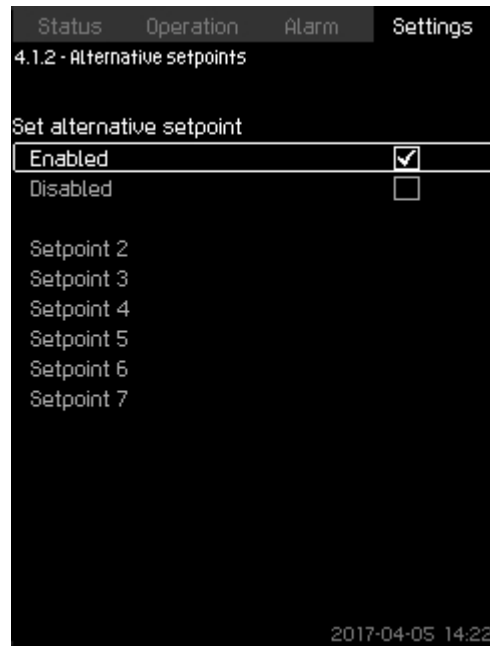 Status Operation Alarm Settings
4.1.2 - Alternative setpoints
Set alternative setpoint
Enabled
Disabled
Setpoint 2
Setpoint 3
Setpoint 4
Setpoint 5
Setpoint 6
Setpoint 7
2017-04-05 14:22